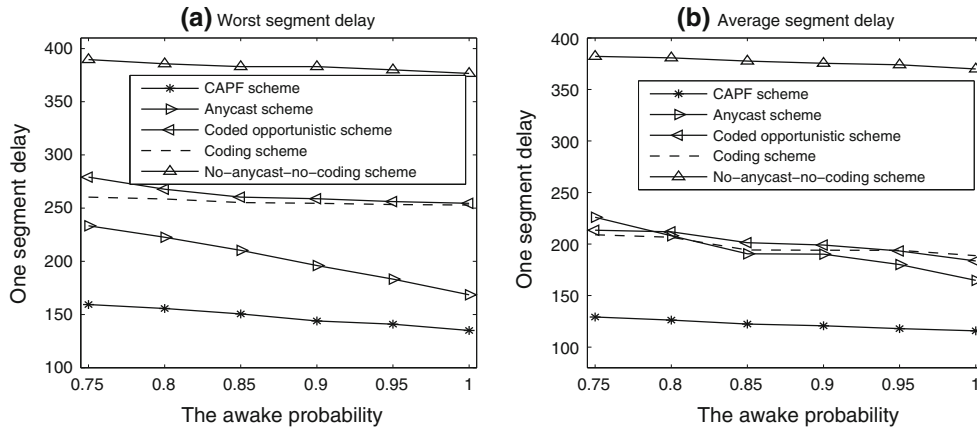 (a) Worst segment delay
400
350
300
250
200
150
100
One segment delay
CAPF scheme
Anycast scheme
Coded opportunistic scheme
Coding scheme
No-anycast-no-coding scheme
0.75 0.8 0.85 0.9 0.95 1
The awake probability
(b) Average segment delay
400
350
300
250
200
150
100
One segment delay
CAPF scheme
Anycast scheme
Coded opportunistic scheme
Coding scheme
No-anycast-no-coding scheme
0.75 0.8 0.85 0.9 0.95 1
The awake probability